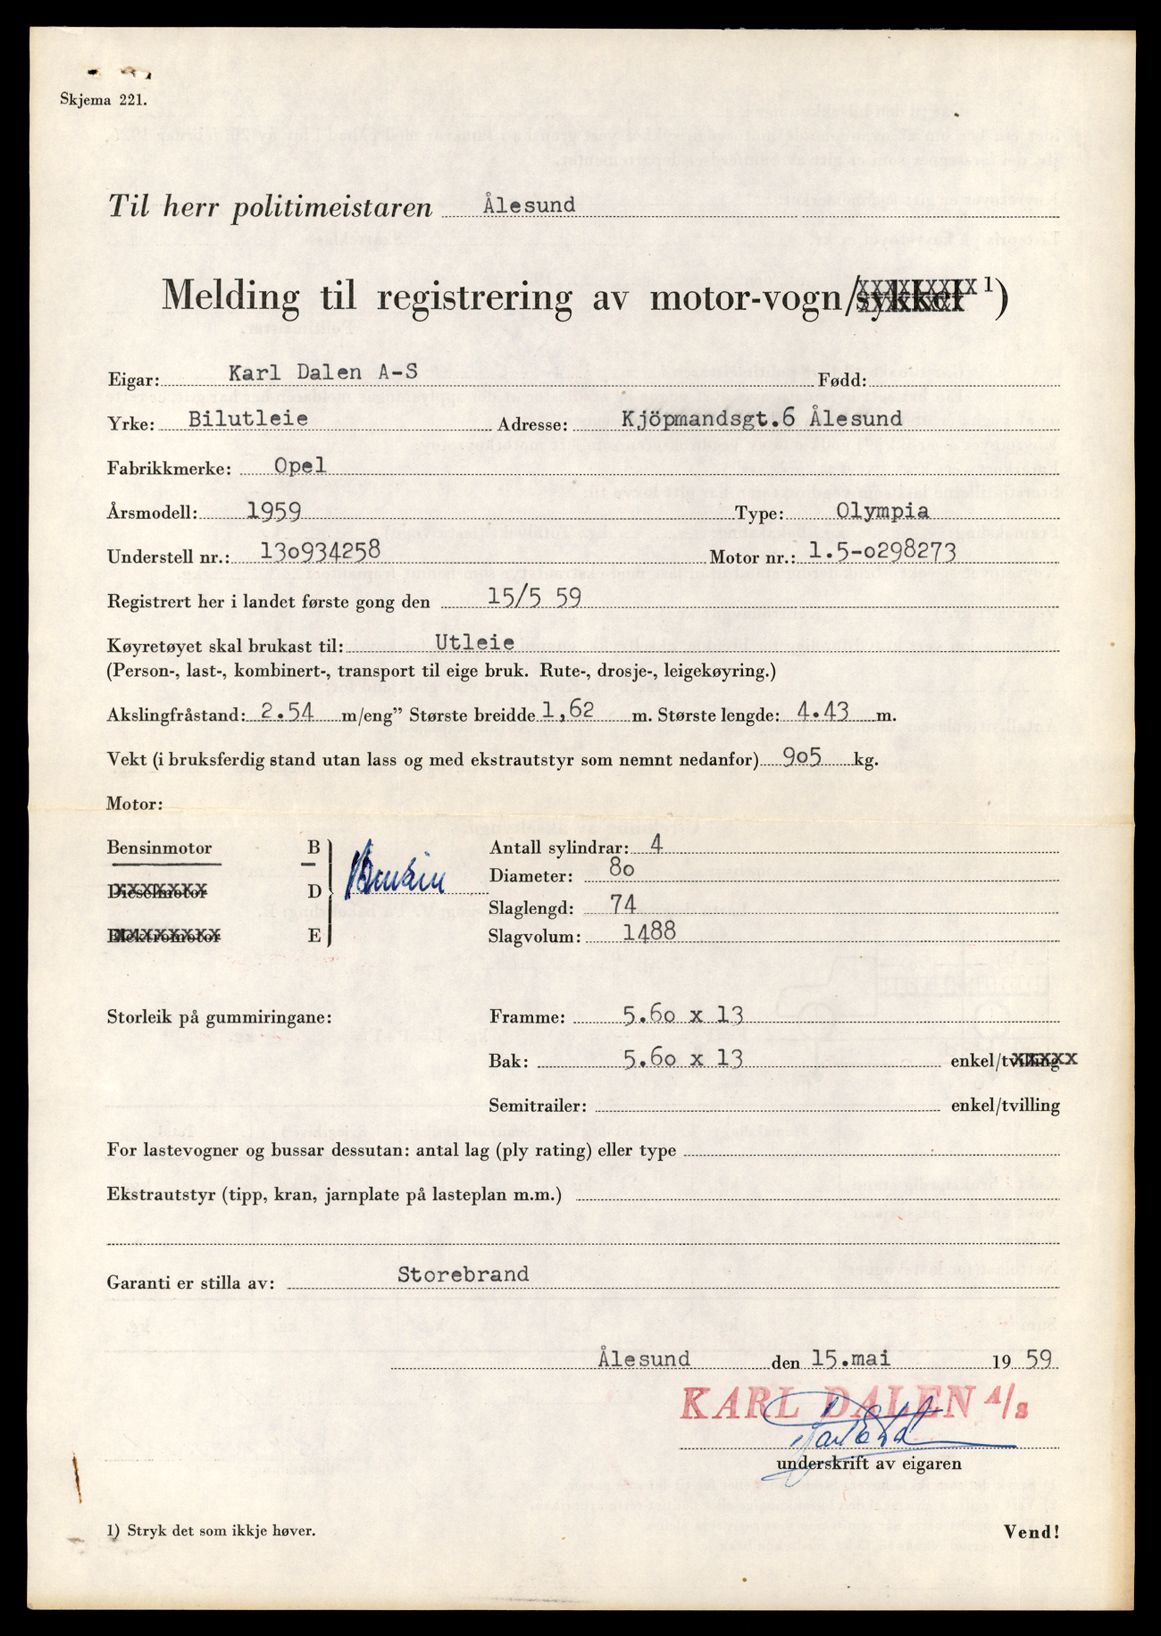 Skjema 221.
Til herr politimeistaren Ålesund
Melding til registrering av motor-vogn/sykkel 1)
Eigar: Karl Dalen A-S Fødd:
Yrke: Bilutleie Adresse: Kjöpmandsgt.6 Ålesund
Fabrikkmerke: Opel
Årsmodell: 1959 Type: Olympia
Understell nr.: 130934258 Motor nr.: 1.5-0298273
Registrert her i landet første gong den 15/5 59
Køyretøyet skal brukast til: Utleie
(Person-, last-, kombinert-, transport til eige bruk. Rute-, drosje-, leigekøyring.)
Akslingfråstand: 2.54 m/eng" Største breidde 1,62 m. Største lengde: 4.43 m.
Vekt (i bruksferdig stand utan lass og med ekstrautstyr som nemnt nedanfor) 905 kg.
Motor:
Bensinmotor B Antall sylindrar: 4
Diameter: 80
Dieselmotor D Bensin
Slaglengd: 74
Elektromotor E Slagvolum: 1488
Storleik på gummiringane: Framme: 5.60 x 13
Bak: 5.60 x 13 enkel/tvilling
Semitrailer: enkel/tvilling
For lastevogner og bussar dessutan: antal lag (ply rating) eller type
Ekstrautstyr (tipp, kran, jarnplate på lasteplan m.m.)
Garanti er stilla av: Storebrand
Ålesund den 15.mai 19 59
KARL DALEN A/S
underskrift av eigaren
1) Stryk det som ikkje høver. Vend!